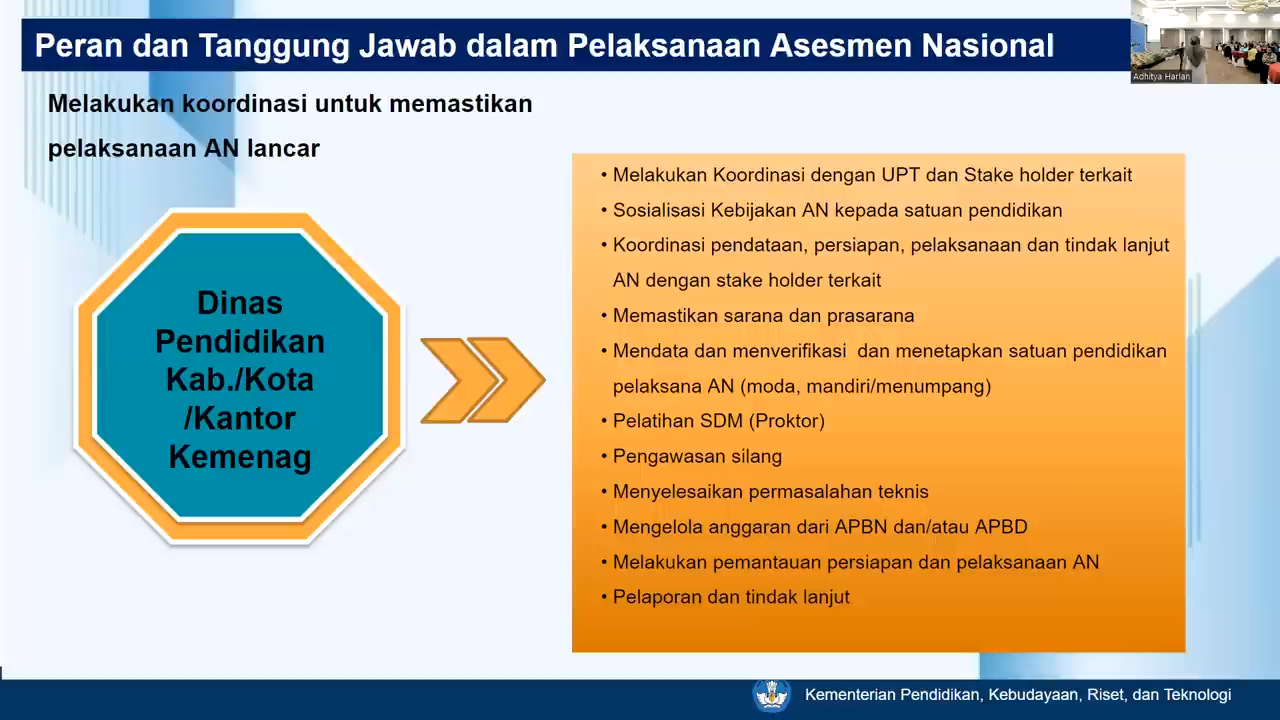 Peran dan Tanggung Jawab dalam Pelaksanaan Asesmen Nasional
Adhitya Harlan
Melakukan koordinasi untuk memastikan
pelaksanaan AN lancar
Dinas
Pendidikan
Kab./Kota
/Kantor
Kemenag
• Melakukan Koordinasi dengan UPT dan Stake holder terkait
• Sosialisasi Kebijakan AN kepada satuan pendidikan
• Koordinasi pendataan, persiapan, pelaksanaan dan tindak lanjut
AN dengan stake holder terkait
• Memastikan sarana dan prasarana
• Mendata dan menverifikasi  dan menetapkan satuan pendidikan
pelaksana AN (moda, mandiri/menumpang)
• Pelatihan SDM (Proktor)
• Pengawasan silang
• Menyelesaikan permasalahan teknis
• Mengelola anggaran dari APBN dan/atau APBD
• Melakukan pemantauan persiapan dan pelaksanaan AN
• Pelaporan dan tindak lanjut
Kementerian Pendidikan, Kebudayaan, Riset, dan Teknologi